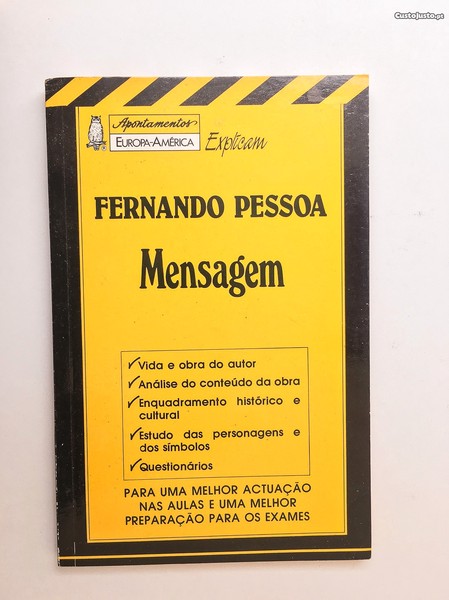 CustoJusto.pt
Apontamentos
EUROPA-AMÉRICA
Explicam
FERNANDO PESSOA
Mensagem
✓Vida e obra do autor
✓Análise do conteúdo da obra
✓Enquadramento histórico e
cultural
✓Estudo das personagens e
dos símbolos
✓Questionários
PARA UMA MELHOR ACTUAÇÃO
NAS AULAS E UMA MELHOR
PREPARAÇÃO PARA OS EXAMES